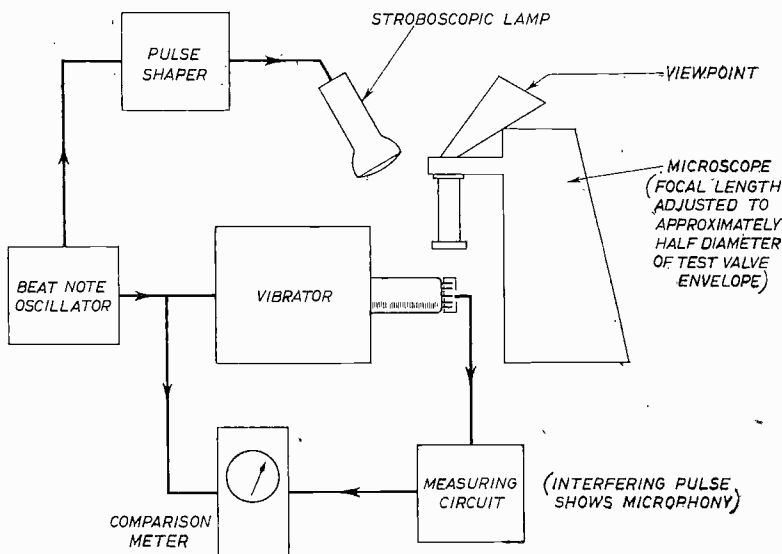 STROBOSCOPIC LAMP
PULSE
SHAPER
VIEWPOINT
MICROSCOPE
(FOCAL LENGTH
ADJUSTED TO
APPROXIMATELY
HALF DIAMETER
OF TEST VALVE
ENVELOPE)
BEAT NOTE
OSCILLATOR
VIBRATOR
COMPARISON
METER
MEASURING
CIRCUIT
(INTERFERING PULSE
SHOWS MICROPHONY)